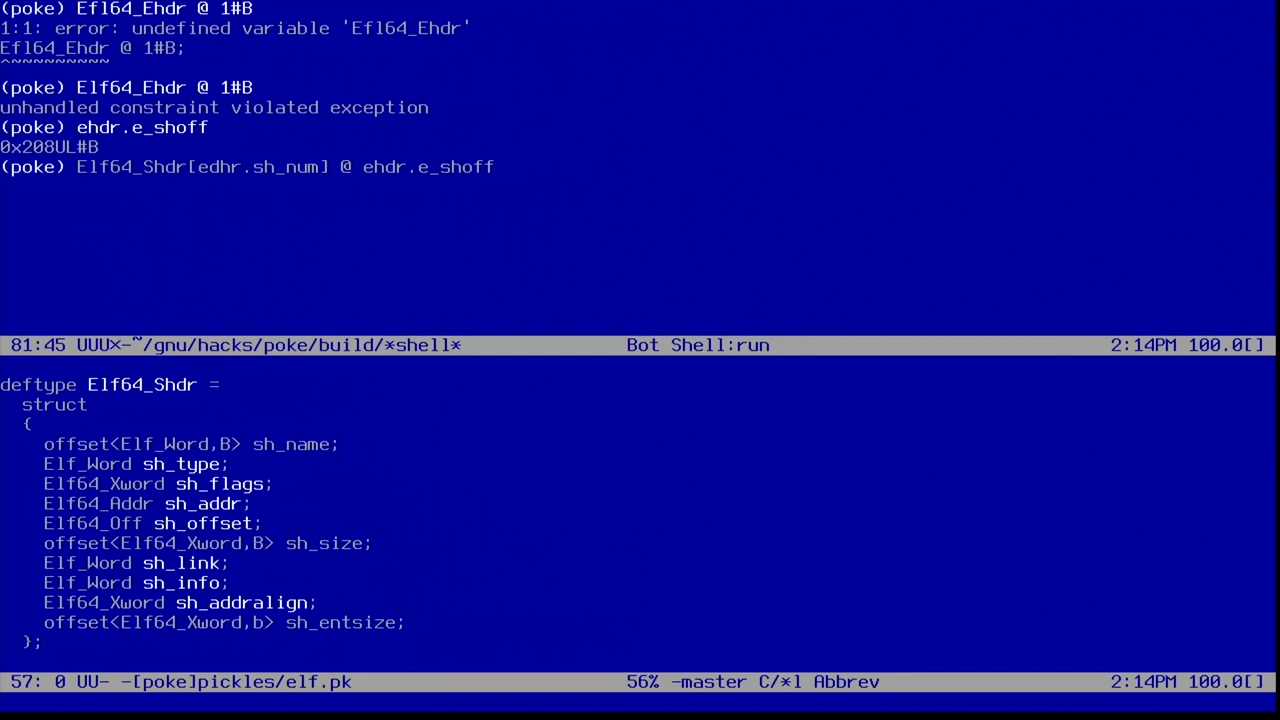 (poke) Efl64_Ehdr @ 1#B
1:1: error: undefined variable 'Efl64_Ehdr'
Efl64_Ehdr @ 1#B;
^~~~~~~~~~
(poke) Elf64_Ehdr @ 1#B
unhandled constraint violated exception
(poke) ehdr.e_shoff
0x208UL#B
(poke) Elf64_Shdr[edhr.sh_num] @ ehdr.e_shoff
81:45 UUU×-~/gnu/hacks/poke/build/*shell* Bot Shell:run 2:14PM 100.0[]
deftype Elf64_Shdr =
struct
{
offset<Elf_Word,B> sh_name;
Elf_Word sh_type;
Elf64_Xword sh_flags;
Elf64_Addr sh_addr;
Elf64_Off sh_offset;
offset<Elf64_Xword,B> sh_size;
Elf_Word sh_link;
Elf_Word sh_info;
Elf64_Xword sh_addralign;
offset<Elf64_Xword,b> sh_entsize;
};
57: 0 UU- -[poke]pickles/elf.pk 56% -master C/*l Abbrev 2:14PM 100.0[]